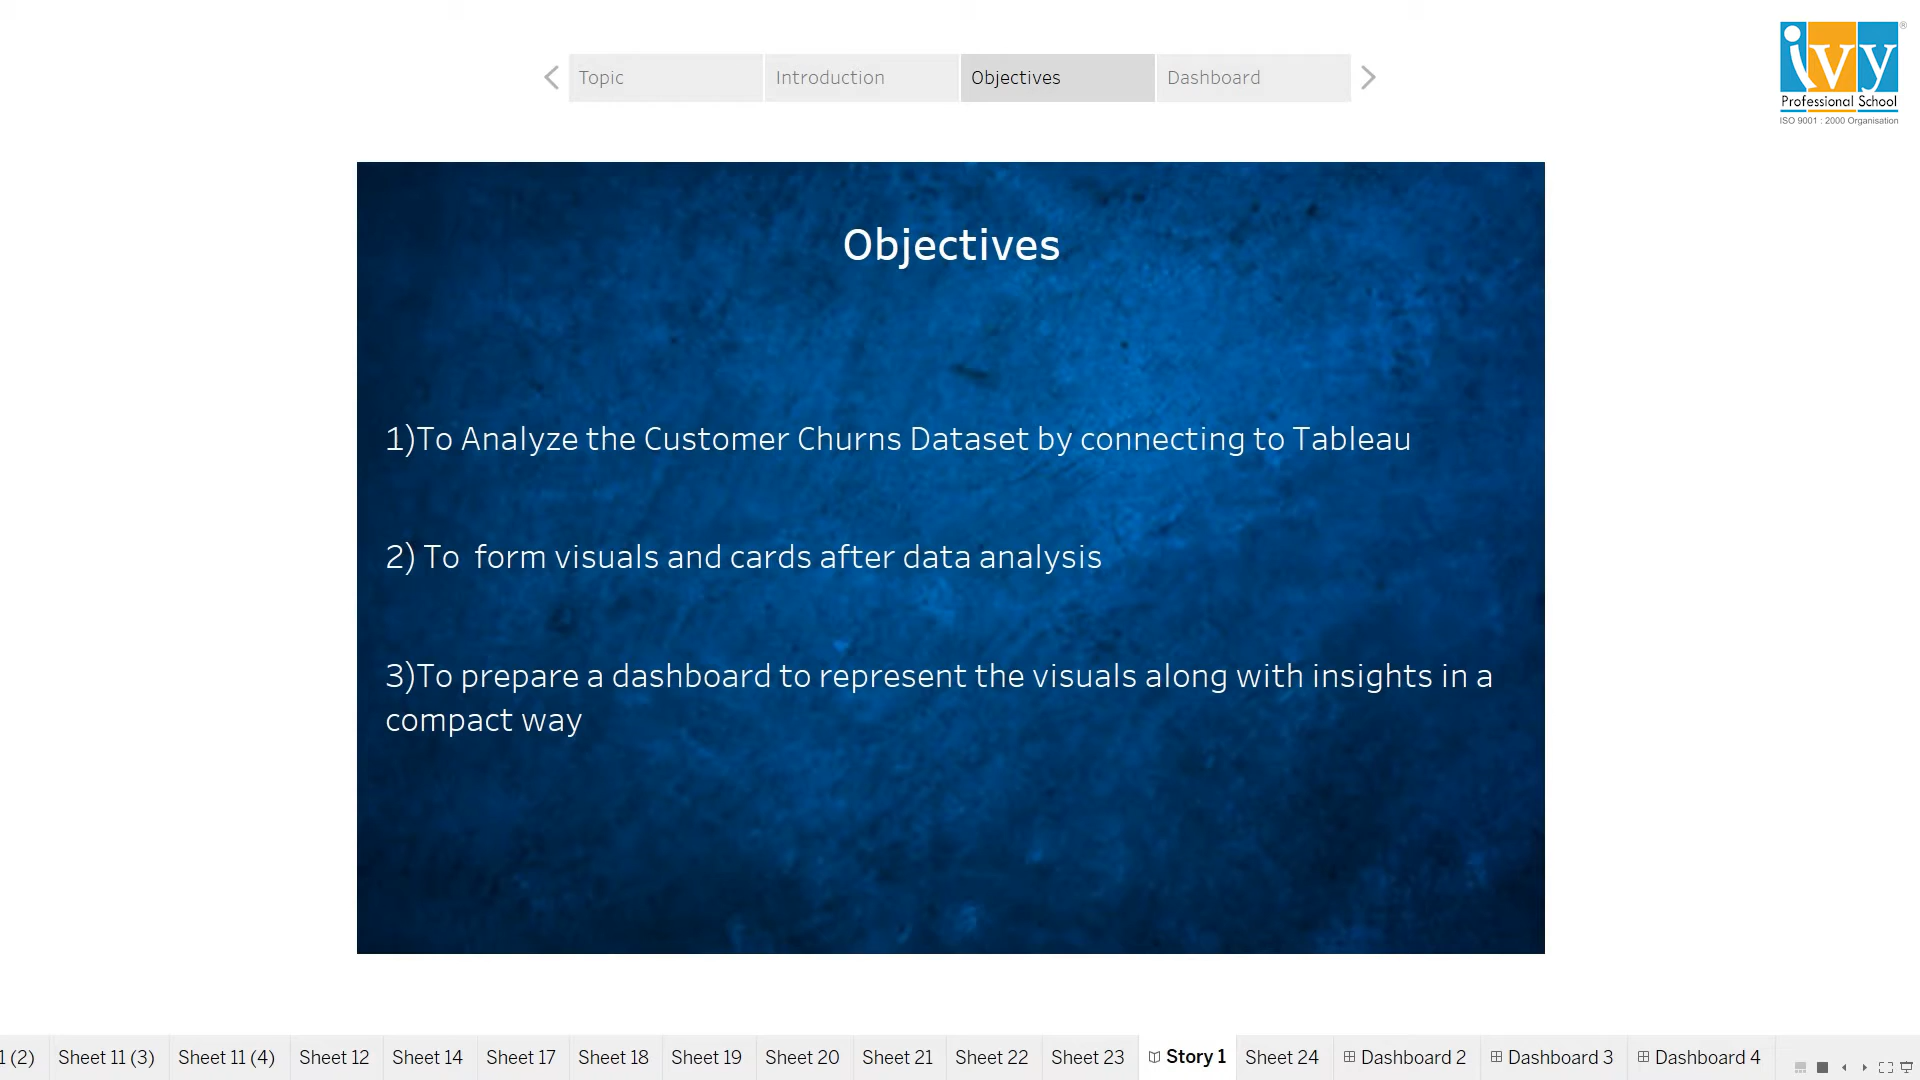 Topic
Introduction
Objectives
Dashboard
ivy
®
Professional School
ISO 9001 : 2000 Organisation
Objectives
1)To Analyze the Customer Churns Dataset by connecting to Tableau
2) To  form visuals and cards after data analysis
3)To prepare a dashboard to represent the visuals along with insights in a
compact way
1 (2)
Sheet 11 (3)
Sheet 11 (4)
Sheet 12
Sheet 14
Sheet 17
Sheet 18
Sheet 19
Sheet 20
Sheet 21
Sheet 22
Sheet 23
Story 1
Sheet 24
Dashboard 2
Dashboard 3
Dashboard 4